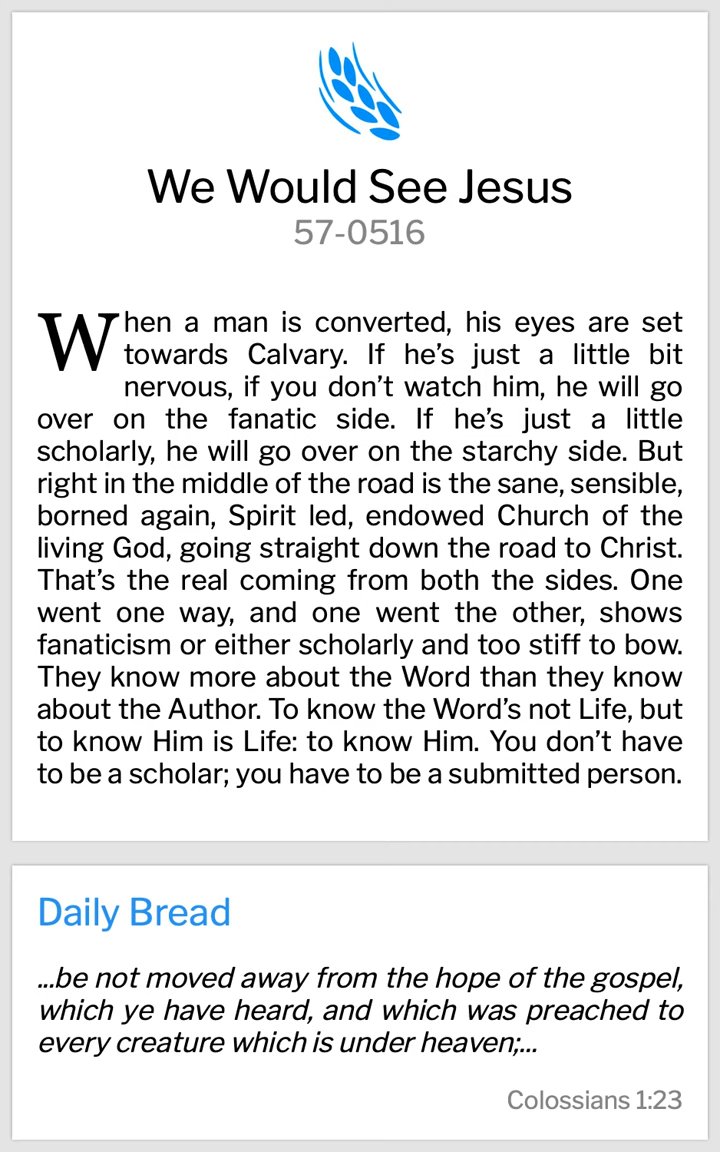 We Would See Jesus
57-0516
When a man is converted, his eyes are set
towards Calvary. If he’s just a little bit
nervous, if you don’t watch him, he will go
over on the fanatic side. If he’s just a little
scholarly, he will go over on the starchy side. But
right in the middle of the road is the sane, sensible,
borned again, Spirit led, endowed Church of the
living God, going straight down the road to Christ.
That’s the real coming from both the sides. One
went one way, and one went the other, shows
fanaticism or either scholarly and too stiff to bow.
They know more about the Word than they know
about the Author. To know the Word’s not Life, but
to know Him is Life: to know Him. You don’t have
to be a scholar; you have to be a submitted person.
Daily Bread
...be not moved away from the hope of the gospel,
which ye have heard, and which was preached to
every creature which is under heaven;...
Colossians 1:23